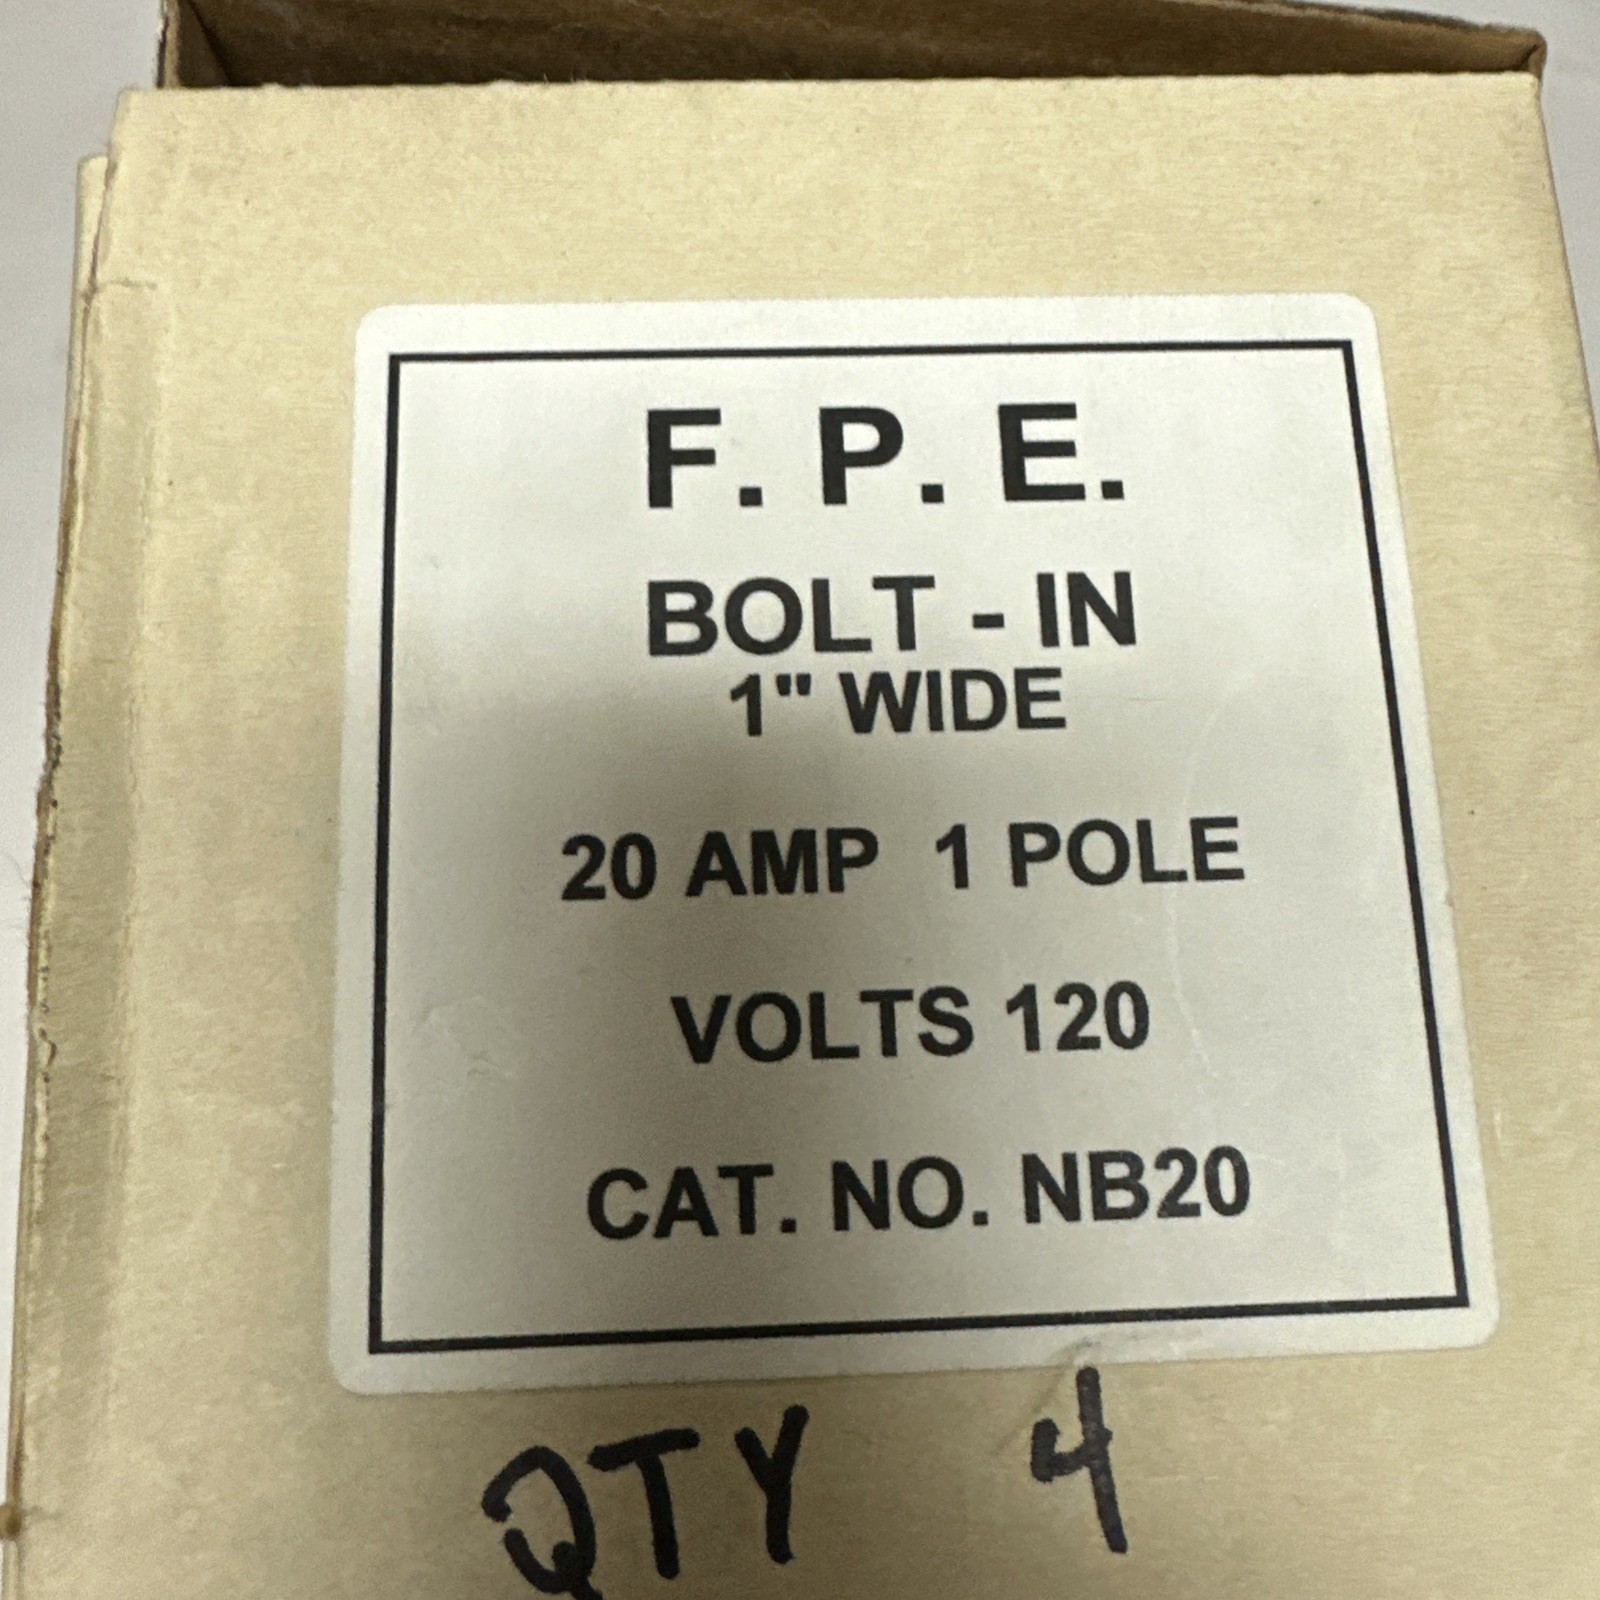 F. P. E.
BOLT - IN
1" WIDE
20 AMP 1 POLE
VOLTS 120
CAT. NO. NB20
QTY 4